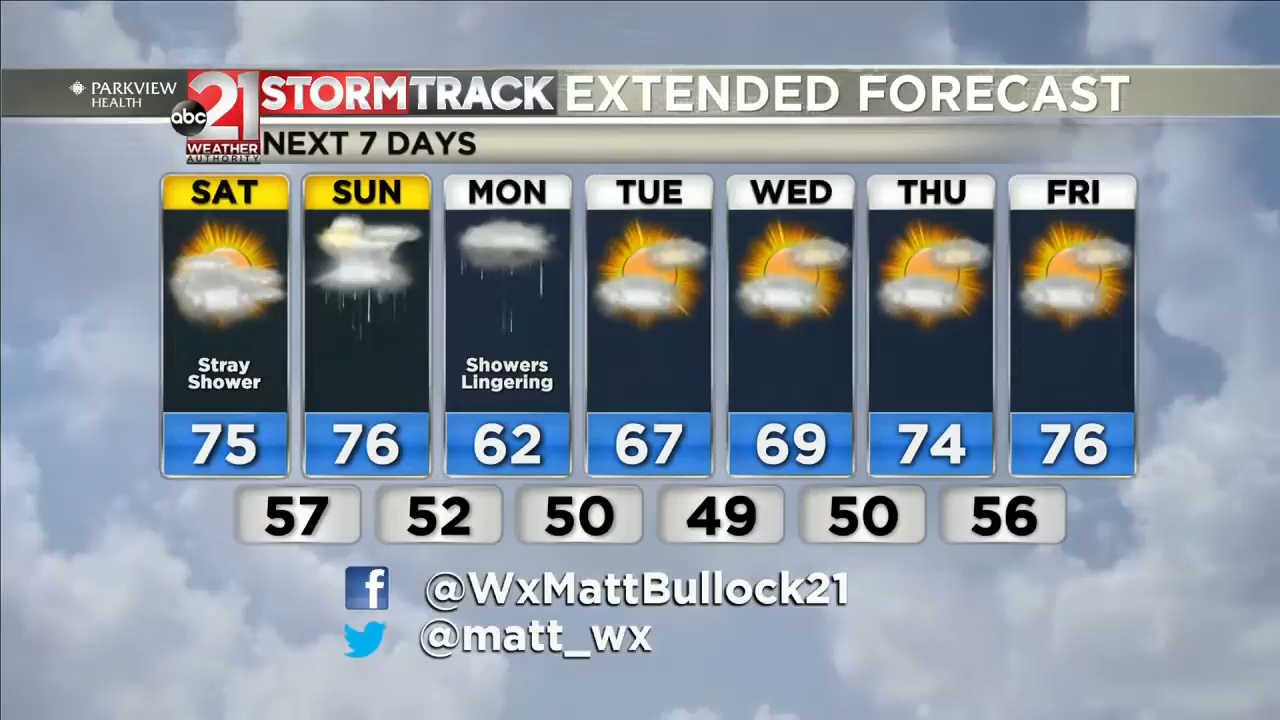 PARKVIEW
HEALTH
abc
21
WEATHER
AUTHORITY
STORMTRACK EXTENDED FORECAST
NEXT 7 DAYS
SAT SUN MON TUE WED THU FRI
Stray
Shower
Showers
Lingering
75 76 62 67 69 74 76
57 52 50 49 50 56
f @WxMattBullock21
@matt_wx